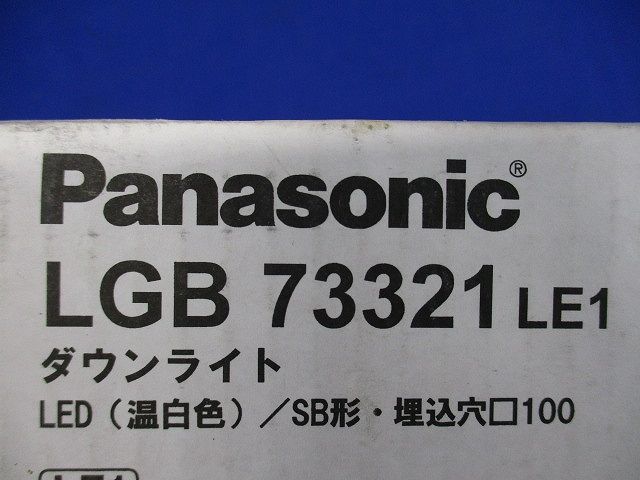 Panasonic®
LGB 73321 LE1
ダウンライト
LED（温白色）／SB形・埋込穴□100